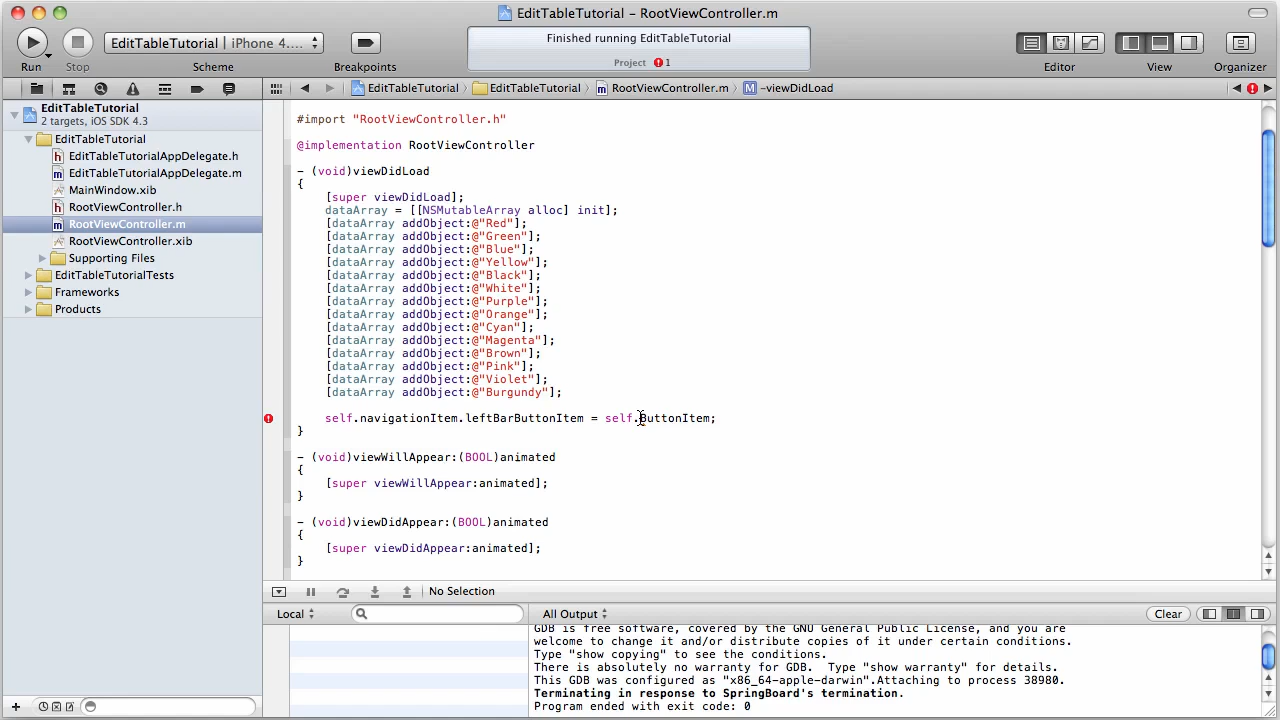 EditTableTutorial – RootViewController.m
EditTableTutorial | iPhone 4....
Finished running EditTableTutorial
Project 1
Run
Stop
Scheme
Breakpoints
Editor
View
Organizer
EditTableTutorial
EditTableTutorial
RootViewController.m
-viewDidLoad
EditTableTutorial
2 targets, iOS SDK 4.3
EditTableTutorial
EditTableTutorialAppDelegate.h
EditTableTutorialAppDelegate.m
MainWindow.xib
RootViewController.h
RootViewController.m
RootViewController.xib
Supporting Files
EditTableTutorialTests
Frameworks
Products
#import "RootViewController.h"
@implementation RootViewController
- (void)viewDidLoad
{
[super viewDidLoad];
dataArray = [[NSMutableArray alloc] init];
[dataArray addObject:@"Red"];
[dataArray addObject:@"Green"];
[dataArray addObject:@"Blue"];
[dataArray addObject:@"Yellow"];
[dataArray addObject:@"Black"];
[dataArray addObject:@"White"];
[dataArray addObject:@"Purple"];
[dataArray addObject:@"Orange"];
[dataArray addObject:@"Cyan"];
[dataArray addObject:@"Magenta"];
[dataArray addObject:@"Brown"];
[dataArray addObject:@"Pink"];
[dataArray addObject:@"Violet"];
[dataArray addObject:@"Burgundy"];
self.navigationItem.leftBarButtonItem = self.ButtonItem;
}
- (void)viewWillAppear:(BOOL)animated
{
[super viewWillAppear:animated];
}
- (void)viewDidAppear:(BOOL)animated
{
[super viewDidAppear:animated];
}
No Selection
Local
All Output
Clear
GDB is free software, covered by the GNU General Public License, and you are
welcome to change it and/or distribute copies of it under certain conditions.
Type "show copying" to see the conditions.
There is absolutely no warranty for GDB.  Type "show warranty" for details.
This GDB was configured as "x86_64-apple-darwin".Attaching to process 38980.
Terminating in response to SpringBoard's termination.
Program ended with exit code: 0